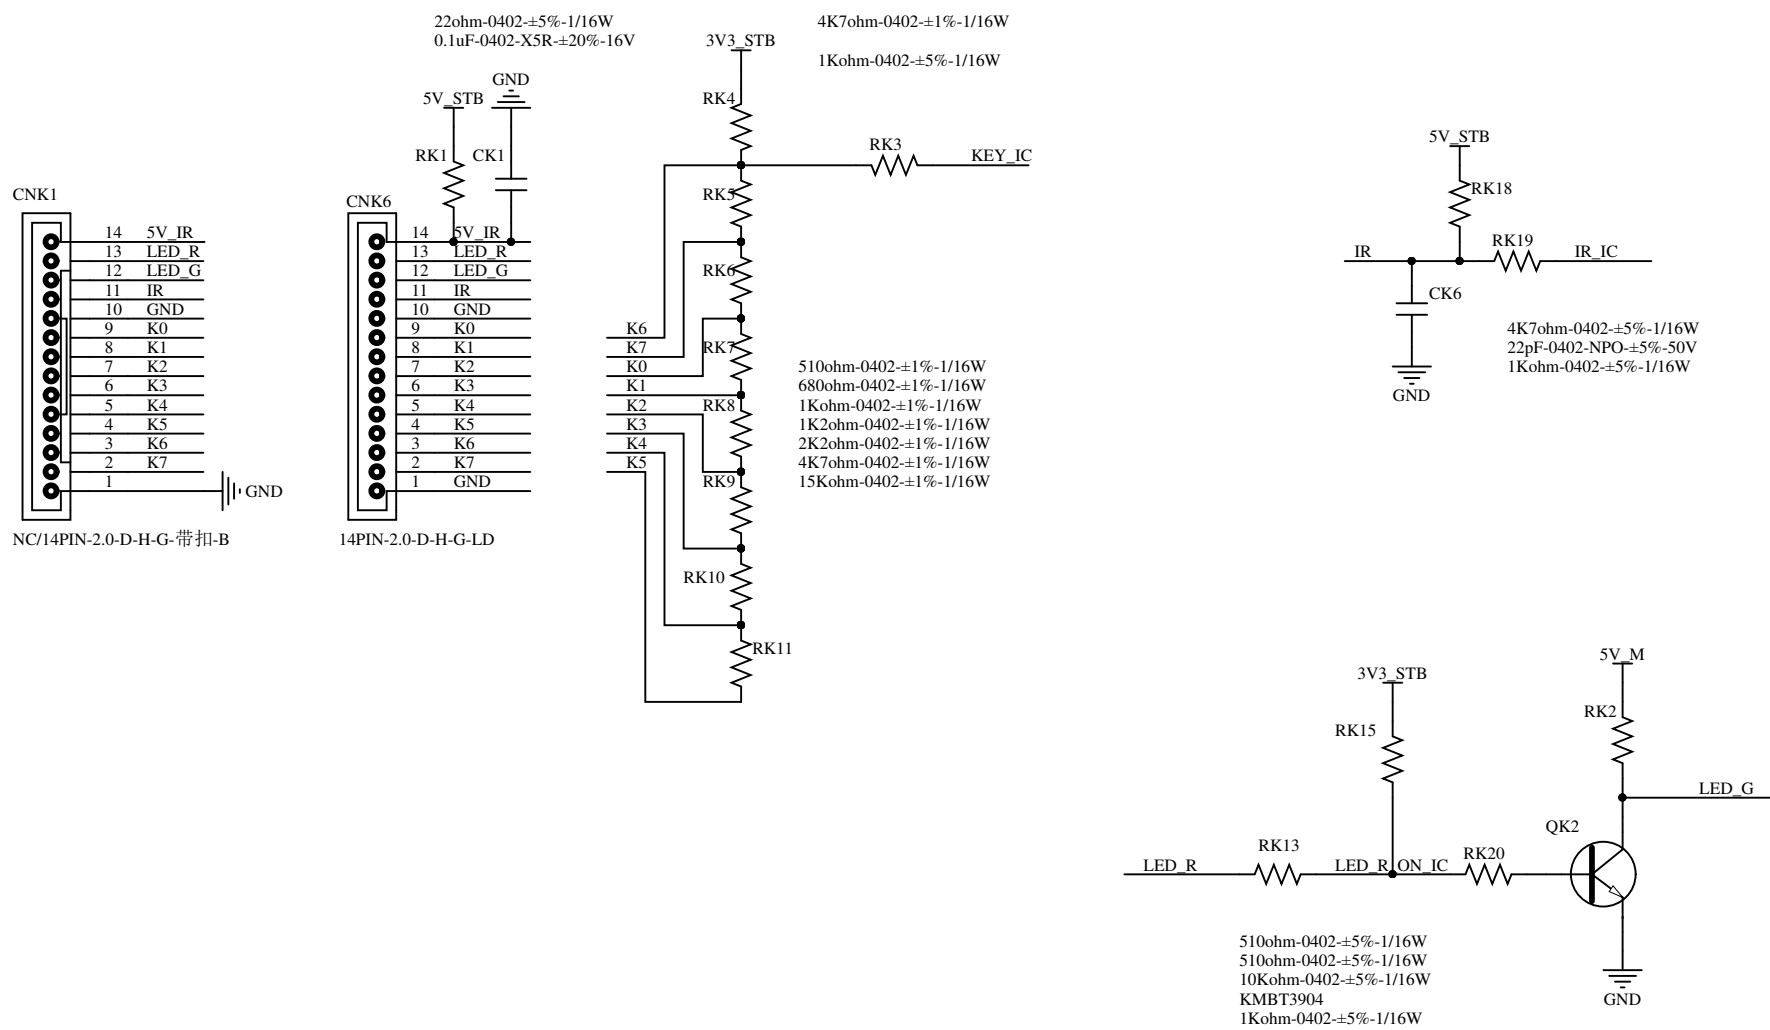 22ohm-0402-±5%-1/16W
0.1uF-0402-X5R-±20%-16V
4K7ohm-0402-±1%-1/16W
1Kohm-0402-±5%-1/16W
3V3_STB
GND
5V_STB
RK4
RK1
CK1
RK3
KEY_IC
RK5
CNK1
14 5V_IR
13 LED_R
12 LED_G
11 IR
10 GND
9 K0
8 K1
7 K2
6 K3
5 K4
4 K5
3 K6
2 K7
1
GND
NC/14PIN-2.0-D-H-G-带扣-B
CNK6
14 5V_IR
13 LED_R
12 LED_G
11 IR
10 GND
9 K0
8 K1
7 K2
6 K3
5 K4
4 K5
3 K6
2 K7
1 GND
14PIN-2.0-D-H-G-LD
K6
K7
K0
K1
K2
K3
K4
K5
RK6
RK7
RK8
RK9
RK10
RK11
510ohm-0402-±1%-1/16W
680ohm-0402-±1%-1/16W
1Kohm-0402-±1%-1/16W
1K2ohm-0402-±1%-1/16W
2K2ohm-0402-±1%-1/16W
4K7ohm-0402-±1%-1/16W
15Kohm-0402-±1%-1/16W
5V_STB
RK18
IR
RK19
IR_IC
CK6
GND
4K7ohm-0402-±5%-1/16W
22pF-0402-NPO-±5%-50V
1Kohm-0402-±5%-1/16W
5V_M
3V3_STB
RK2
RK15
LED_G
QK2
LED_R
RK13
LED_R_ON_IC
RK20
GND
510ohm-0402-±5%-1/16W
510ohm-0402-±5%-1/16W
10Kohm-0402-±5%-1/16W
KMBT3904
1Kohm-0402-±5%-1/16W